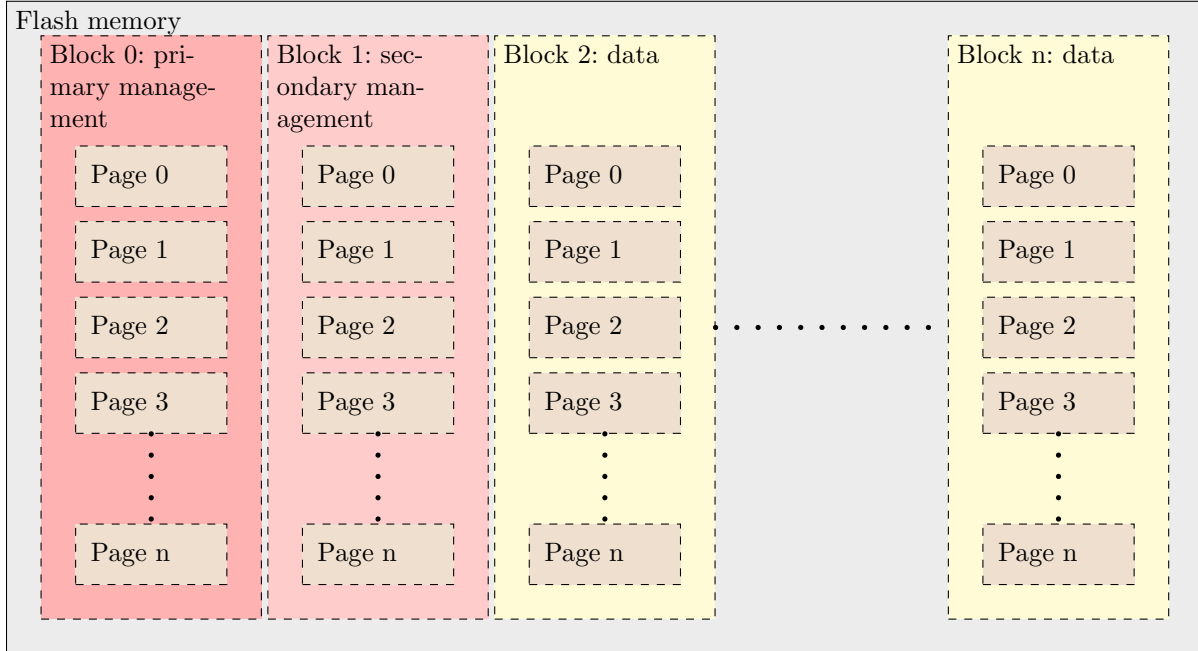 Flash memory
Block 0: pri-
mary manage-
ment
Page 0
Page 1
Page 2
Page 3
Page n
Block 1: sec-
ondary man-
agement
Page 0
Page 1
Page 2
Page 3
Page n
Block 2: data
Page 0
Page 1
Page 2
Page 3
Page n
Block n: data
Page 0
Page 1
Page 2
Page 3
Page n